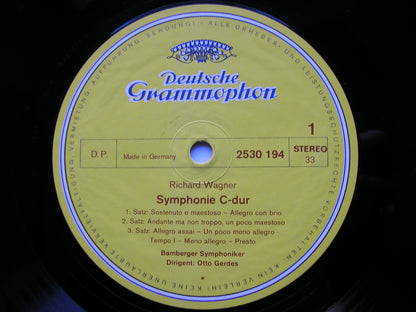 ALLE URHEBER- UND LEISTUNGSSCHUTZRECHTE VORBEHALTEN · KEIN VERLEIH! KEINE UNERLAUBTE VERVIELFÄLTIGUNG, VERMIETUNG, AUFFÜHRUNG, SENDUNG!
Deutsche
Grammophon
D. P.
Made in Germany
2530 194
1
STEREO
33
Richard Wagner
Symphonie C-dur
1. Satz: Sostenuto e maestoso – Allegro con brio
2. Satz: Andante ma non troppo, un poco maestoso
3. Satz: Allegro assai – Un poco meno allegro -
Tempo I – Meno allegro – Presto
Bamberger Symphoniker
Dirigent: Otto Gerdes
*